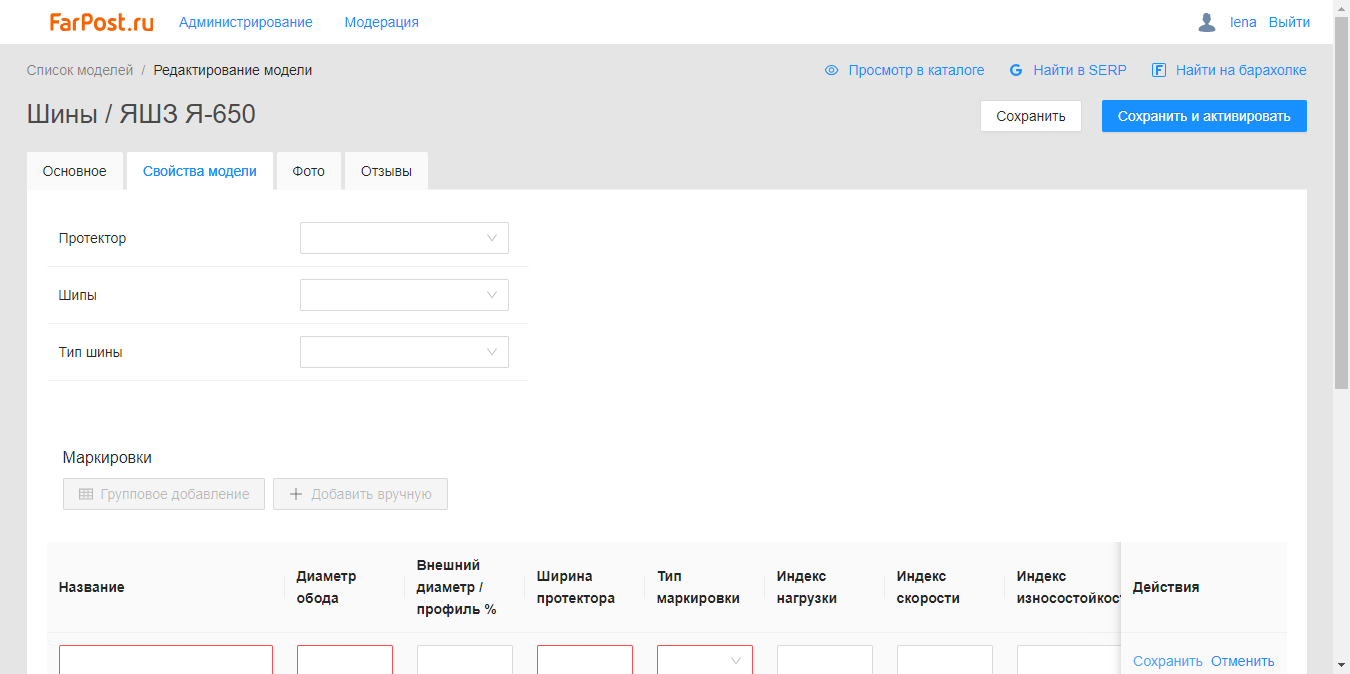 FarPost.ru Администрирование Модерация lena Выйти
Список моделей / Редактирование модели Просмотр в каталоге Найти в SERP Найти на барахолке
Шины / ЯШЗ Я-650 Сохранить Сохранить и активировать
Основное Свойства модели Фото Отзывы
Протектор
Шипы
Тип шины
Маркировки
Групповое добавление Добавить вручную
Название
Диаметр
обода
Внешний
диаметр /
профиль %
Ширина
протектора
Тип
маркировки
Индекс
нагрузки
Индекс
скорости
Индекс
износостойкос
Действия
Сохранить Отменить